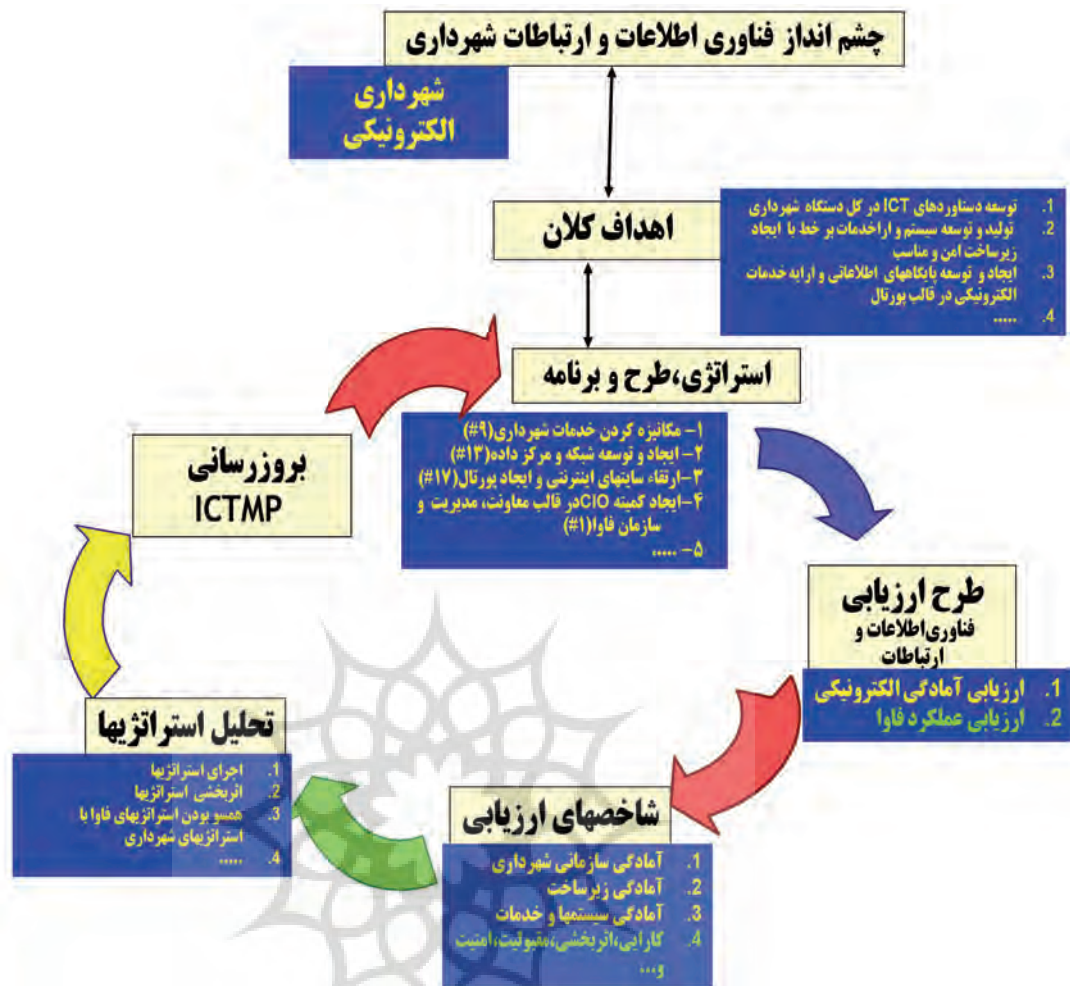 چشم انداز فناوری اطلاعات و ارتباطات شهرداری
شهرداری
الکترونیکی
اهداف کلان
1. توسعه دستاوردهای ICT در کل دستگاه شهرداری
2. تولید و توسعه سیستم و اراخدمات بر خط با ایجاد
زیرساخت امن و مناسب
3. ایجاد و توسعه پایگاههای اطلاعاتی و ارایه خدمات
الکترونیکی در قالب پورتال
4. .....
استراتژی،طرح و برنامه
۱- مکانیزه کردن خدمات شهرداری(#۹)
۲- ایجاد و توسعه شبکه و مرکز داده(#۱۳)
۳- ارتقاء سایتهای اینترنتی و ایجاد پورتال(#۱۷)
۴- ایجاد کمیته CIOدر قالب معاونت، مدیریت و
سازمان فاوا(#۱)
۵- .....
طرح ارزیابی
فناوری‌اطلاعات و
ارتباطات
1. ارزیابی آمادگی الکترونیکی
2. ارزیابی عملکرد فاوا
شاخصهای ارزیابی
1. آمادگی سازمانی شهرداری
2. آمادگی زیرساخت
3. آمادگی سیستمها و خدمات
4. کارایی،اثربخشی،مقبولیت،امنیت
و...
تحلیل استراتژیها
1. اجرای استراتژیها
2. اثربخشی استراتژیها
3. همسو بودن استراتژیهای فاوا با
استراتژیهای شهرداری
4. .....
بروزرسانی
ICTMP